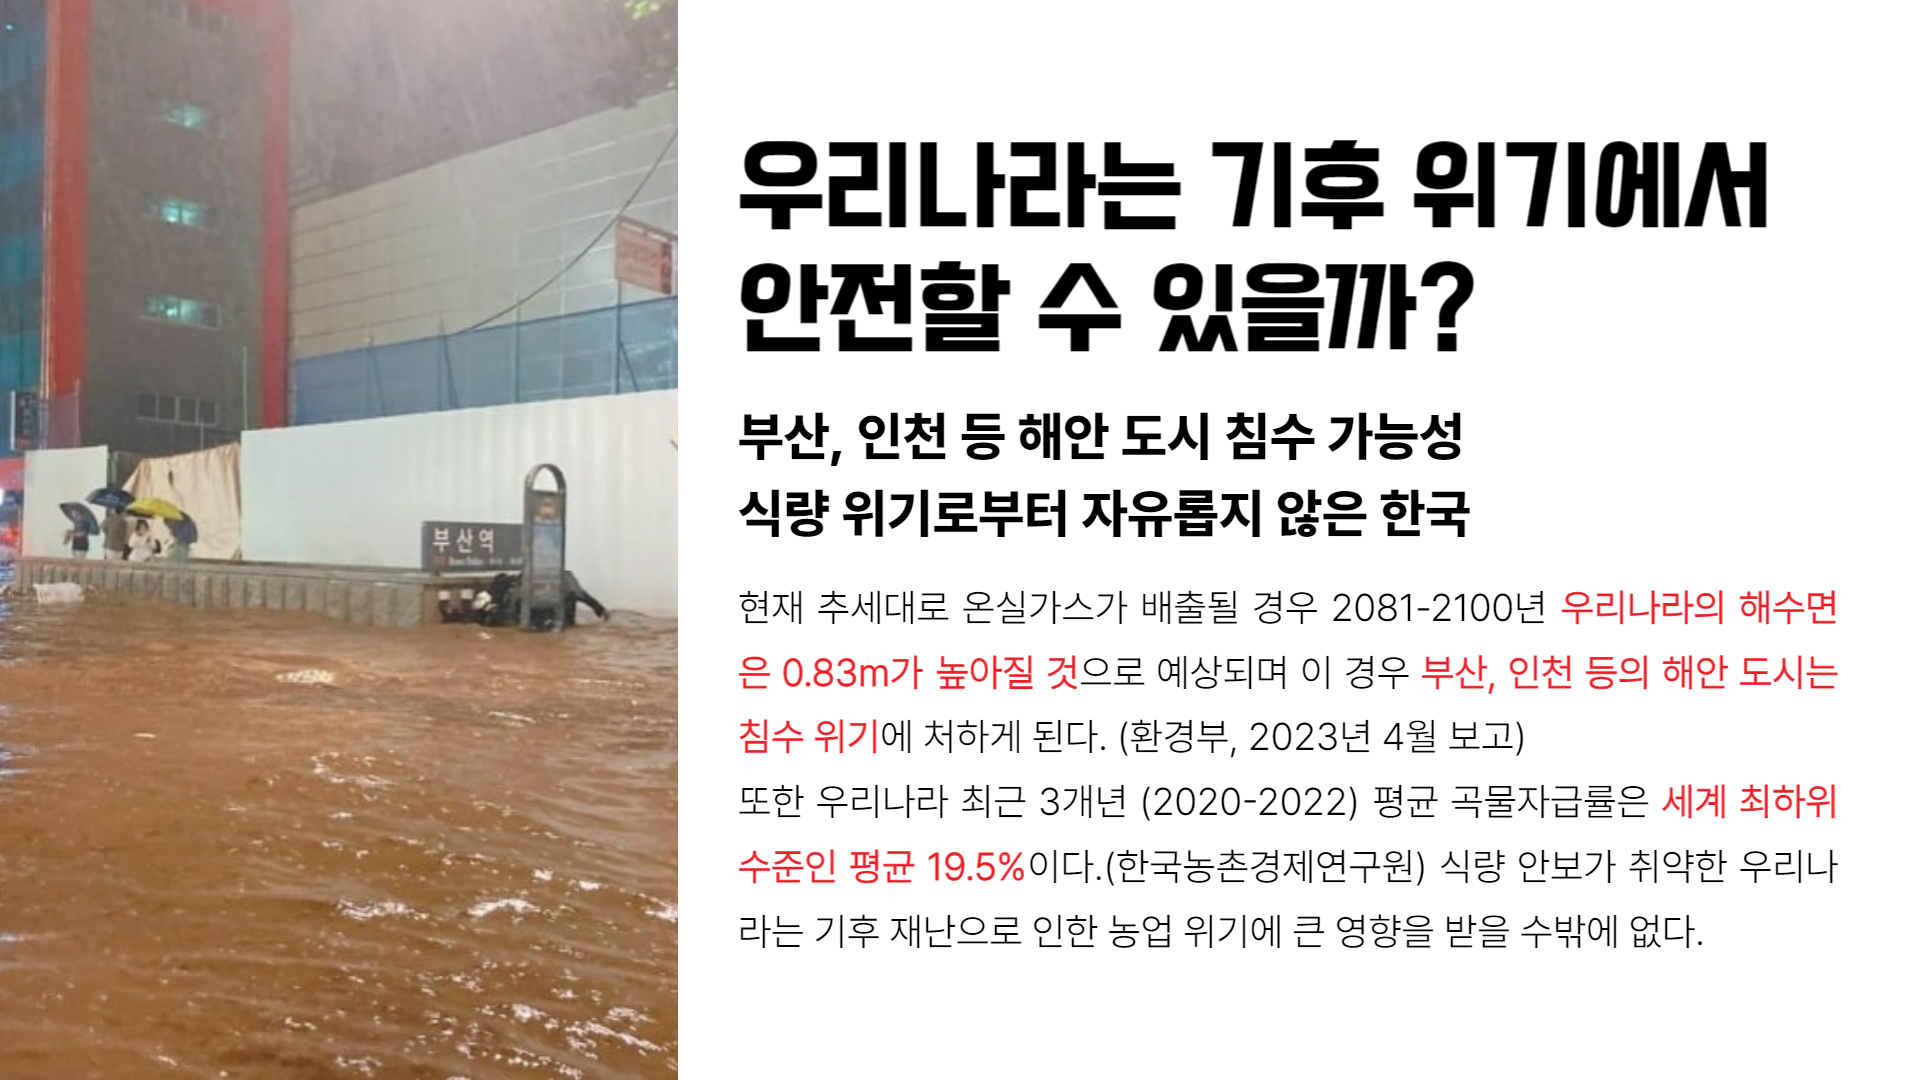 우리나라는 기후 위기에서
안전할 수 있을까?
부산, 인천 등 해안 도시 침수 가능성
식량 위기로부터 자유롭지 않은 한국
현재 추세대로 온실가스가 배출될 경우 2081-2100년 우리나라의 해수면
은 0.83m가 높아질 것으로 예상되며 이 경우 부산, 인천 등의 해안 도시는
침수 위기에 처하게 된다. (환경부, 2023년 4월 보고)
또한 우리나라 최근 3개년 (2020-2022) 평균 곡물자급률은 세계 최하위
수준인 평균 19.5%이다.(한국농촌경제연구원) 식량 안보가 취약한 우리나
라는 기후 재난으로 인한 농업 위기에 큰 영향을 받을 수밖에 없다.
부산역